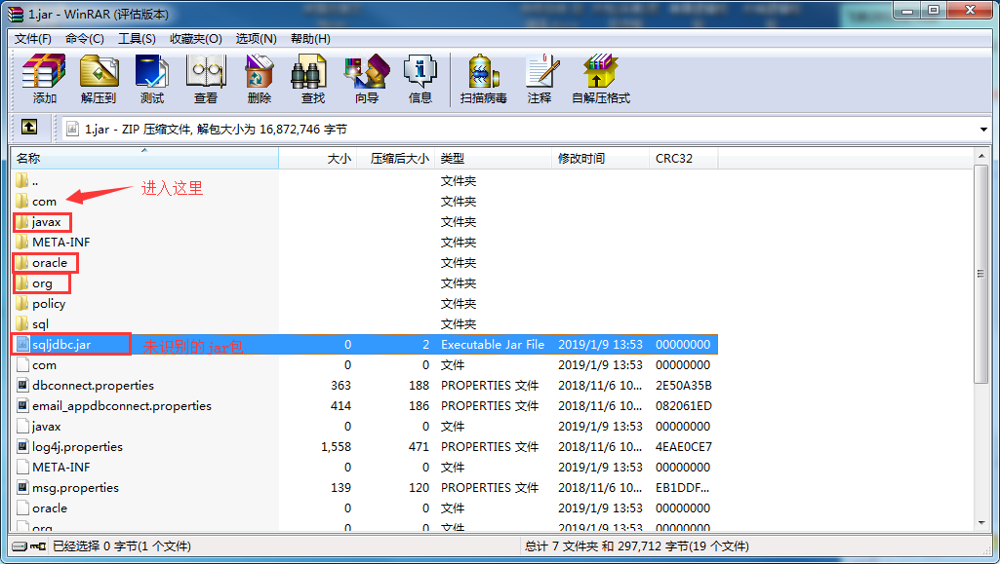 1.jar - WinRAR (评估版本)
文件(F) 命令(C) 工具(S) 收藏夹(O) 选项(N) 帮助(H)
添加 解压到 测试 查看 删除 查找 向导 信息 扫描病毒 注释 自解压格式
1.jar - ZIP 压缩文件, 解包大小为 16,872,746 字节
名称 大小 压缩后大小 类型 修改时间 CRC32
.. 文件夹
com 进入这里 文件夹
javax 文件夹
META-INF 文件夹
oracle 文件夹
org 文件夹
policy 文件夹
sql 文件夹
sqljdbc.jar 未识别的jar包 0 2 Executable Jar File 2019/1/9 13:53 00000000
com 0 0 文件 2019/1/9 13:53 00000000
dbconnect.properties 363 188 PROPERTIES 文件 2018/11/6 10... 2E50A35B
email_appdbconnect.properties 414 186 PROPERTIES 文件 2018/11/6 10... 082061ED
javax 0 0 文件 2019/1/9 13:53 00000000
log4j.properties 1,558 471 PROPERTIES 文件 2018/11/6 10... 4EAE0CE7
META-INF 0 0 文件 2019/1/9 13:53 00000000
msg.properties 139 120 PROPERTIES 文件 2018/11/6 10... EB1DDF...
oracle 0 0 文件 2019/1/9 13:53 00000000
org 0 0 文件 2019/1/9 13:53 00000000
已经选择 0 字节(1 个文件) 总计 7 文件夹 和 297,712 字节(19 个文件)